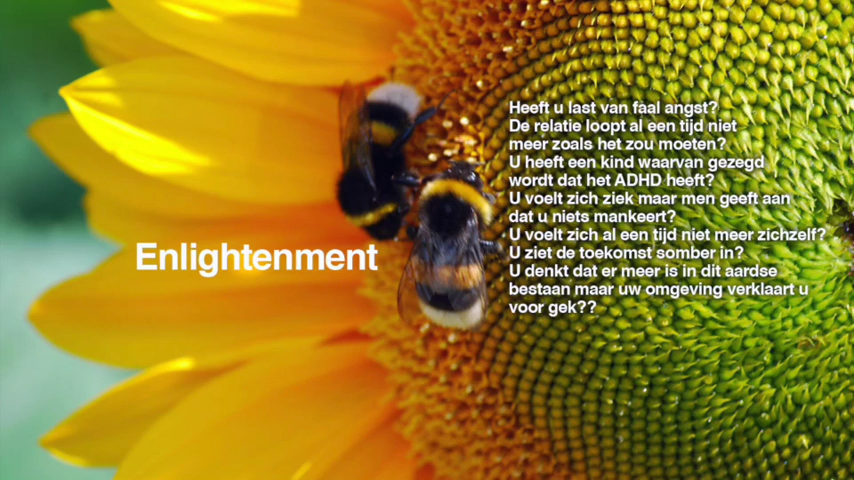 Enlightenment
Heeft u last van faal angst?
De relatie loopt al een tijd niet
meer zoals het zou moeten?
U heeft een kind waarvan gezegd
wordt dat het ADHD heeft?
U voelt zich ziek maar men geeft aan
dat u niets mankeert?
U voelt zich al een tijd niet meer zichzelf?
U ziet de toekomst somber in?
U denkt dat er meer is in dit aardse
bestaan maar uw omgeving verklaart u
voor gek??